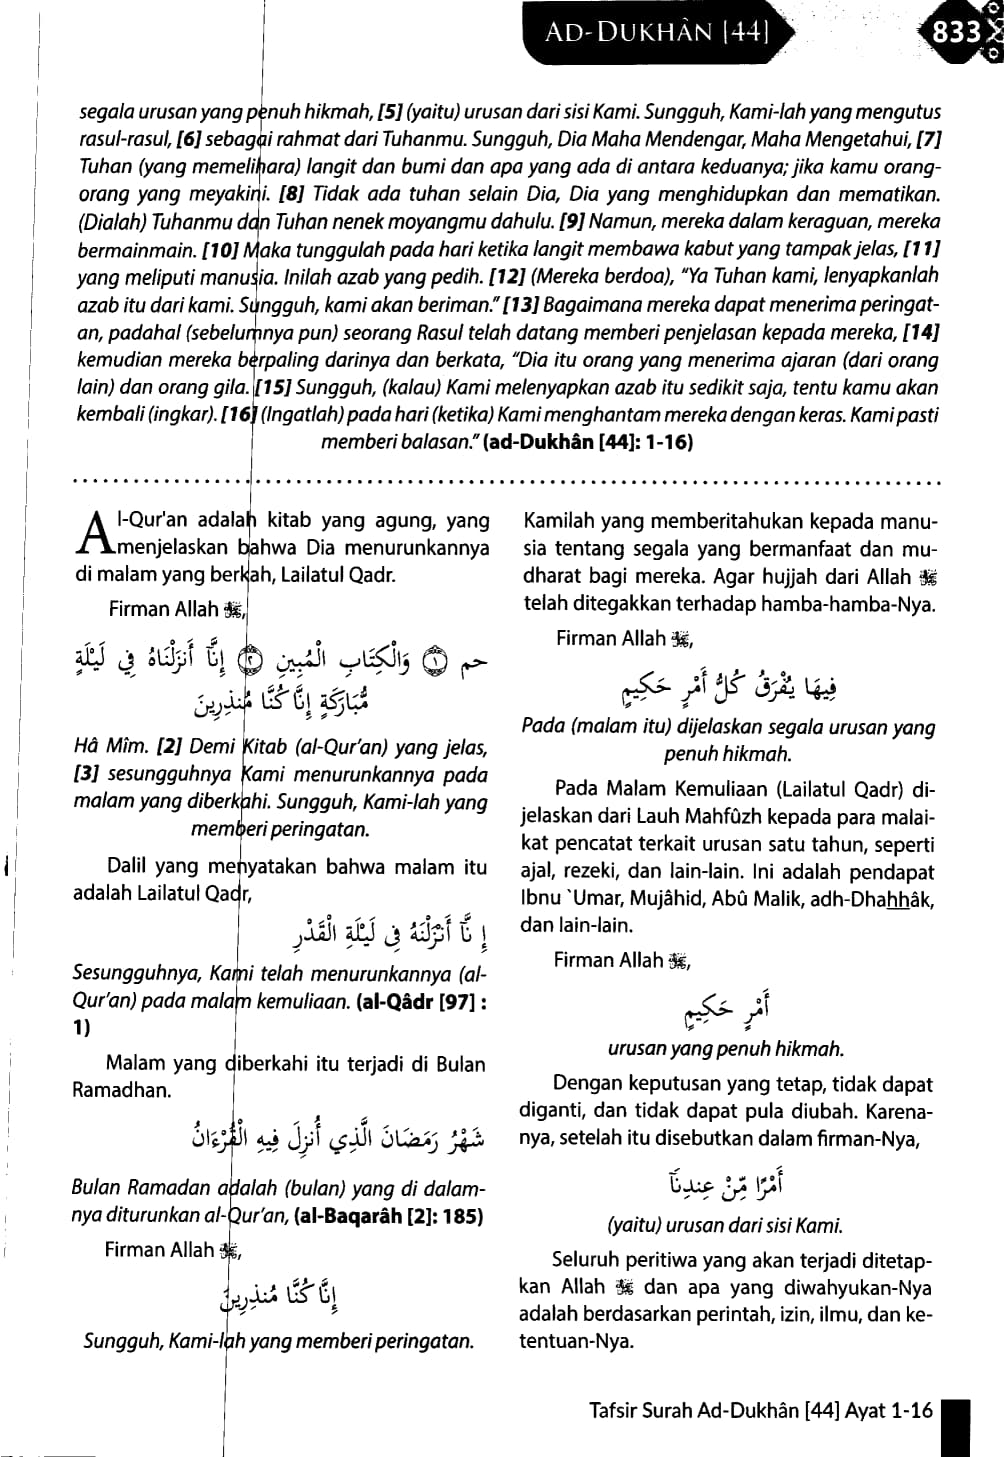 AD-DUKHÂN [44]
833
segala urusan yang penuh hikmah, [5] (yaitu) urusan dari sisi Kami. Sungguh, Kami-lah yang mengutus
rasul-rasul, [6] sebagai rahmat dari Tuhanmu. Sungguh, Dia Maha Mendengar, Maha Mengetahui, [7]
Tuhan (yang memelihara) langit dan bumi dan apa yang ada di antara keduanya; jika kamu orang-
orang yang meyakini. [8] Tidak ada tuhan selain Dia, Dia yang menghidupkan dan mematikan.
(Dialah) Tuhanmu dan Tuhan nenek moyangmu dahulu. [9] Namun, mereka dalam keraguan, mereka
bermainmain. [10] Maka tunggulah pada hari ketika langit membawa kabut yang tampak jelas, [11]
yang meliputi manusia. Inilah azab yang pedih. [12] (Mereka berdoa), "Ya Tuhan kami, lenyapkanlah
azab itu dari kami. Sungguh, kami akan beriman." [13] Bagaimana mereka dapat menerima peringat-
an, padahal (sebelumnya pun) seorang Rasul telah datang memberi penjelasan kepada mereka, [14]
kemudian mereka berpaling darinya dan berkata, "Dia itu orang yang menerima ajaran (dari orang
lain) dan orang gila. [15] Sungguh, (kalau) Kami melenyapkan azab itu sedikit saja, tentu kamu akan
kembali (ingkar). [16] (Ingatlah) pada hari (ketika) Kami menghantam mereka dengan keras. Kami pasti
memberi balasan." (ad-Dukhân [44]: 1-16)
Al-Qur'an adalah kitab yang agung, yang
menjelaskan bahwa Dia menurunkannya
di malam yang berkah, Lailatul Qadr.
Firman Allah ﷻ,
حم ﴿١﴾ وَالْكِتَابِ الْمُبِينِ ﴿٢﴾ إِنَّا أَنزَلْنَاهُ فِي لَيْلَةٍ
مُّبَارَكَةٍ إِنَّا كُنَّا مُنذِرِينَ
Hâ Mîm. [2] Demi Kitab (al-Qur'an) yang jelas,
[3] sesungguhnya Kami menurunkannya pada
malam yang diberkahi. Sungguh, Kami-lah yang
memberi peringatan.
Dalil yang menyatakan bahwa malam itu
adalah Lailatul Qadr,
إِنَّا أَنْزَلْنَهُ فِي لَيْلَةِ الْقَدْرِ
Sesungguhnya, Kami telah menurunkannya (al-
Qur'an) pada malam kemuliaan. (al-Qâdr [97] :
1)
Malam yang diberkahi itu terjadi di Bulan
Ramadhan.
شَهْرُ رَمَضَانَ الَّذِي أُنزِلَ فِيهِ الْقُرْءَانُ
Bulan Ramadan adalah (bulan) yang di dalam-
nya diturunkan al-Qur'an, (al-Baqarâh [2]: 185)
Firman Allah ﷻ,
إِنَّا كُنَّا مُنذِرِينَ
Sungguh, Kami-lah yang memberi peringatan.
Kamilah yang memberitahukan kepada manu-
sia tentang segala yang bermanfaat dan mu-
dharat bagi mereka. Agar hujjah dari Allah ﷻ
telah ditegakkan terhadap hamba-hamba-Nya.
Firman Allah ﷻ,
فِيهَا يُفْرَقُ كُلُّ أَمْرٍ حَكِيمٍ
Pada (malam itu) dijelaskan segala urusan yang
penuh hikmah.
Pada Malam Kemuliaan (Lailatul Qadr) di-
jelaskan dari Lauh Mahfûzh kepada para malai-
kat pencatat terkait urusan satu tahun, seperti
ajal, rezeki, dan lain-lain. Ini adalah pendapat
Ibnu `Umar, Mujâhid, Abû Malik, adh-Dhahhâk,
dan lain-lain.
Firman Allah ﷻ,
أَمْرٍ حَكِيمٍ
urusan yang penuh hikmah.
Dengan keputusan yang tetap, tidak dapat
diganti, dan tidak dapat pula diubah. Karena-
nya, setelah itu disebutkan dalam firman-Nya,
أَمْرًا مِّنْ عِندِنَآ
(yaitu) urusan dari sisi Kami.
Seluruh peritiwa yang akan terjadi ditetap-
kan Allah ﷻ dan apa yang diwahyukan-Nya
adalah berdasarkan perintah, izin, ilmu, dan ke-
tentuan-Nya.
Tafsir Surah Ad-Dukhân [44] Ayat 1-16